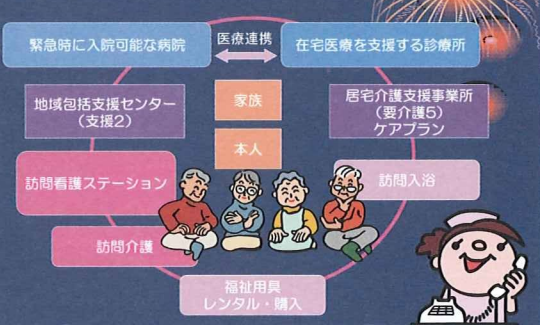 緊急時に入院可能な病院
医療連携
在宅医療を支援する診療所
地域包括支援センター
（支援2）
家族
居宅介護支援事業所
（要介護5）
ケアプラン
本人
訪問看護ステーション
訪問入浴
訪問介護
福祉用具
レンタル・購入